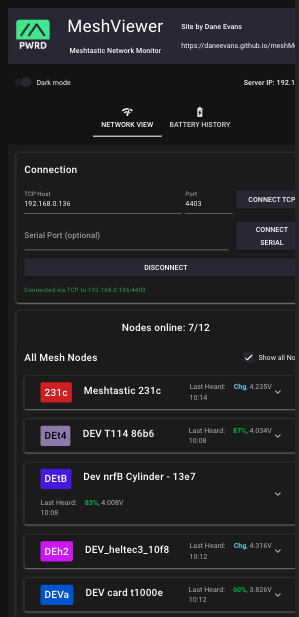 MeshViewer
Meshtastic Network Monitor
Site by Dane Evans
https://daneevans.github.io/meshM
PWRD
Dark mode
Server IP: 192.1
NETWORK VIEW
BATTERY HISTORY
Connection
TCP Host
Port
192.168.0.136
4403
CONNECT TCP
Serial Port (optional)
CONNECT
SERIAL
DISCONNECT
Connected via TCP to 192.168.0.136:4403
Nodes online: 7/12
All Mesh Nodes
Show all No
231c
Meshtastic 231c
Last Heard:
10:14
Chg, 4.235V
DEt4
DEV T114 86b6
Last Heard:
10:08
87%, 4.034V
DEtB
Dev nrfB Cylinder - 13e7
Last Heard:
10:08
83%, 4.008V
DEh2
DEV_heltec3_10f8
Last Heard:
10:12
Chg, 4.316V
DEVa
DEV card t1000e
Last Heard:
10:12
60%, 3.826V